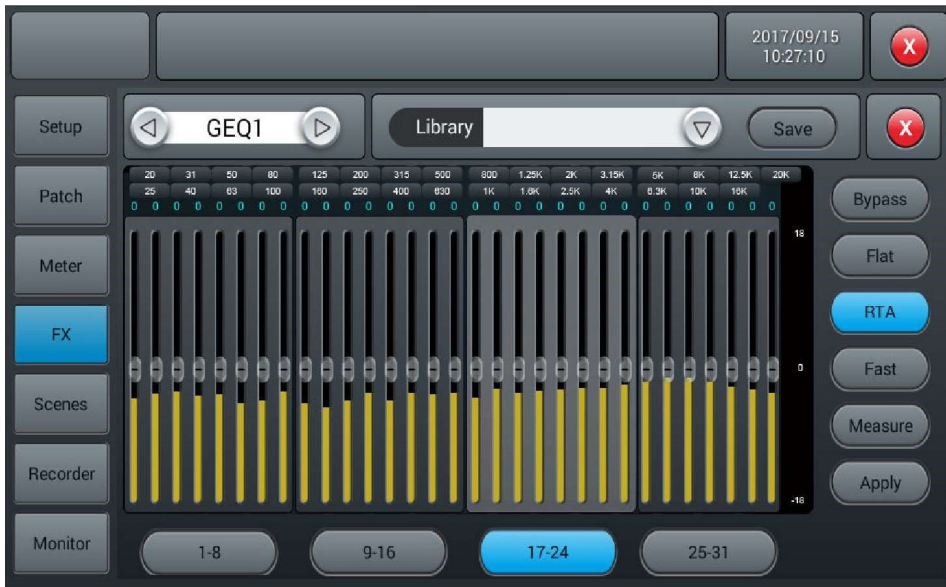 2017/09/15
10:27:10
X
Setup
GEQ1
Library
Save
X
20 31 50 80 125 200 315 500 800 1.25K 2K 3.15K 5K 8K 12.5K 20K
25 40 63 100 160 250 400 630 1K 1.6K 2.5K 4K 6.3K 10K 16K
0 0 0 0 0 0 0 0 0 0 0 0 0 0 0 0 0 0 0 0 0 0 0 0 0 0 0 0 0 0 0
Patch
Meter
FX
Scenes
Recorder
Monitor
18
0
-18
Bypass
Flat
RTA
Fast
Measure
Apply
1-8
9-16
17-24
25-31